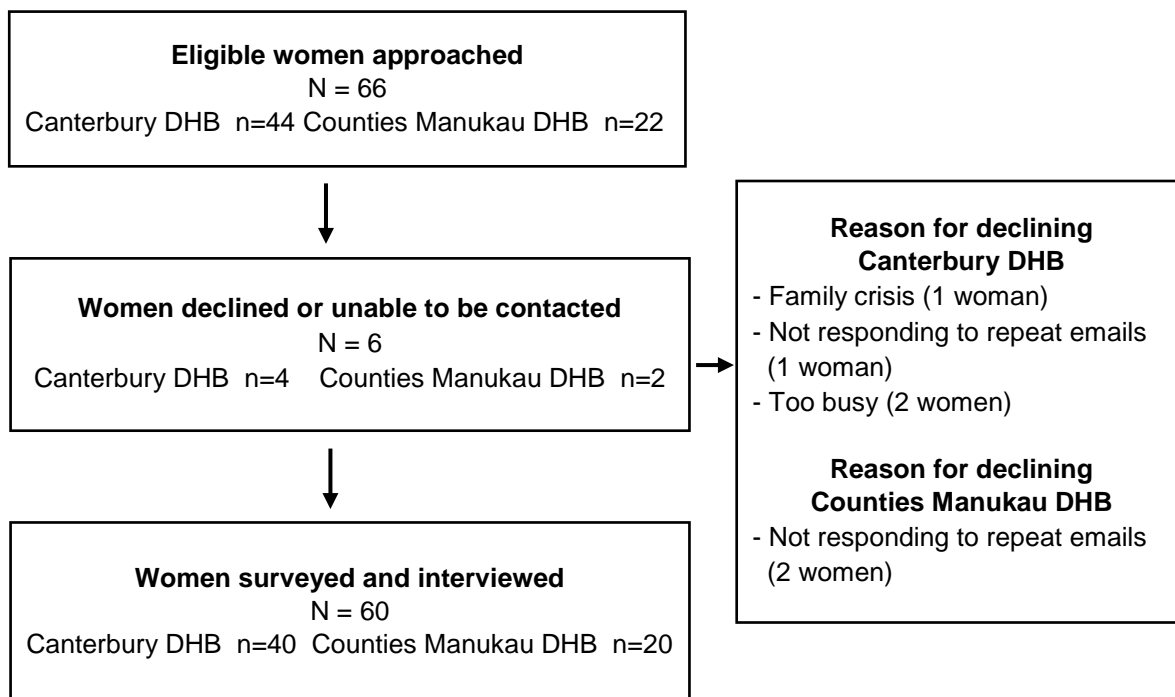 Eligible women approached
N = 66
Canterbury DHB  n=44 Counties Manukau DHB  n=22
Women declined or unable to be contacted
N = 6
Canterbury DHB  n=4    Counties Manukau DHB  n=2
Reason for declining
Canterbury DHB
- Family crisis (1 woman)
- Not responding to repeat emails
(1 woman)
- Too busy (2 women)
Reason for declining
Counties Manukau DHB
- Not responding to repeat emails
(2 women)
Women surveyed and interviewed
N = 60
Canterbury DHB  n=40  Counties Manukau DHB  n=20